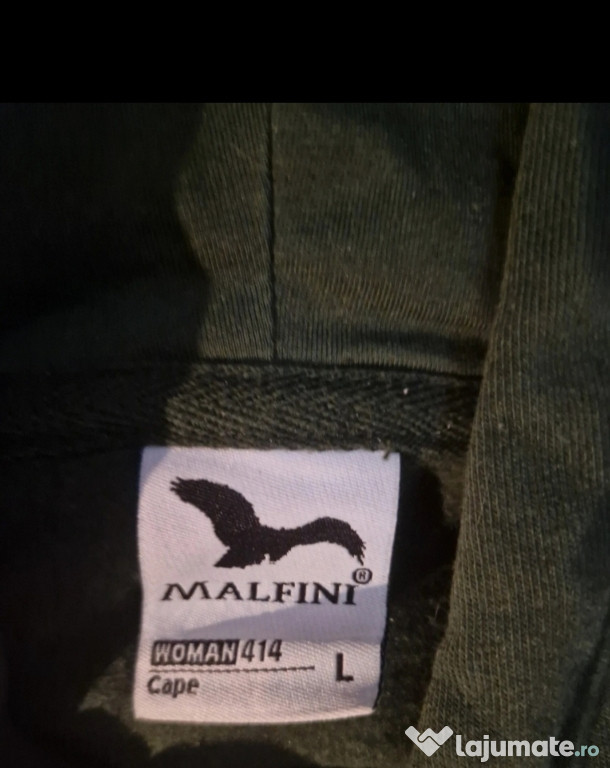 MALFINI®
WOMAN 414
Cape
L
Lajumate.ro